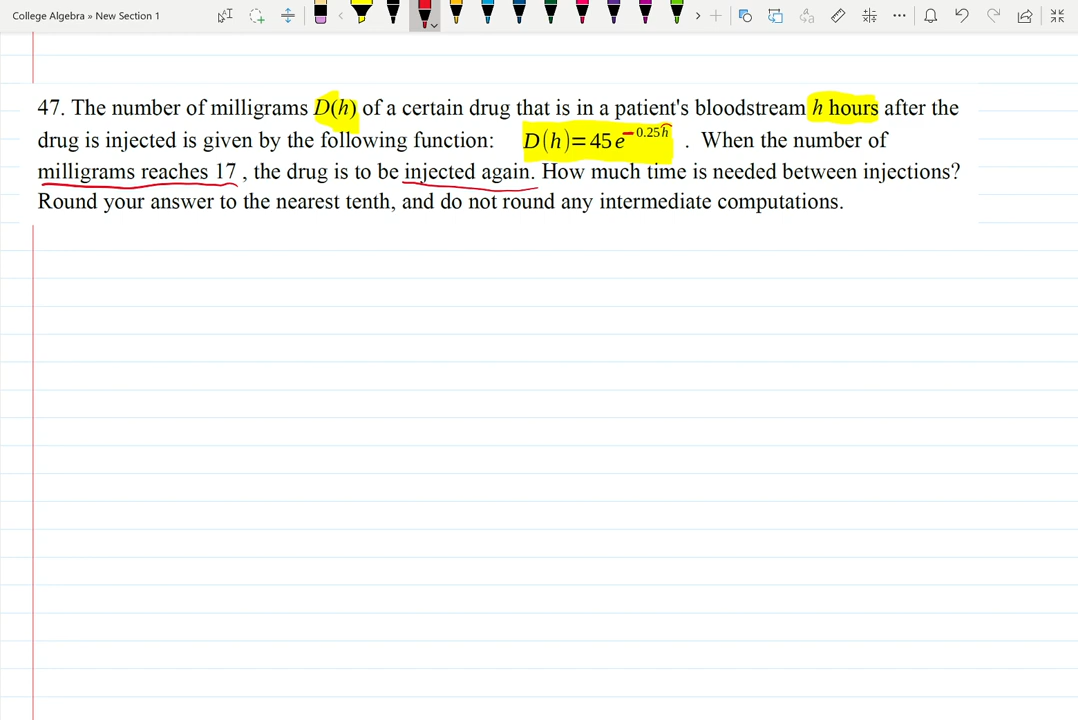 College Algebra » New Section 1
47. The number of milligrams D(h) of a certain drug that is in a patient's bloodstream h hours after the
drug is injected is given by the following function: D(h)=45e^−0.25h . When the number of
milligrams reaches 17 , the drug is to be injected again. How much time is needed between injections?
Round your answer to the nearest tenth, and do not round any intermediate computations.